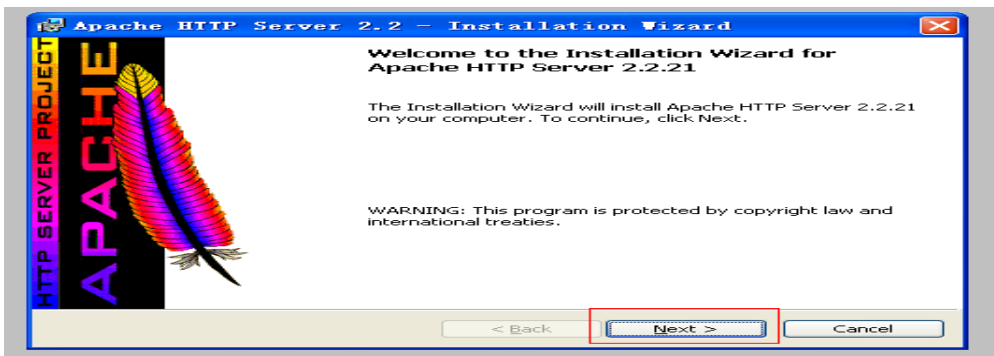 Apache HTTP Server 2.2 - Installation Wizard
HTTP SERVER PROJECT
APACHE
Welcome to the Installation Wizard for
Apache HTTP Server 2.2.21
The Installation Wizard will install Apache HTTP Server 2.2.21
on your computer. To continue, click Next.
WARNING: This program is protected by copyright law and
international treaties.
< Back
Next >
Cancel